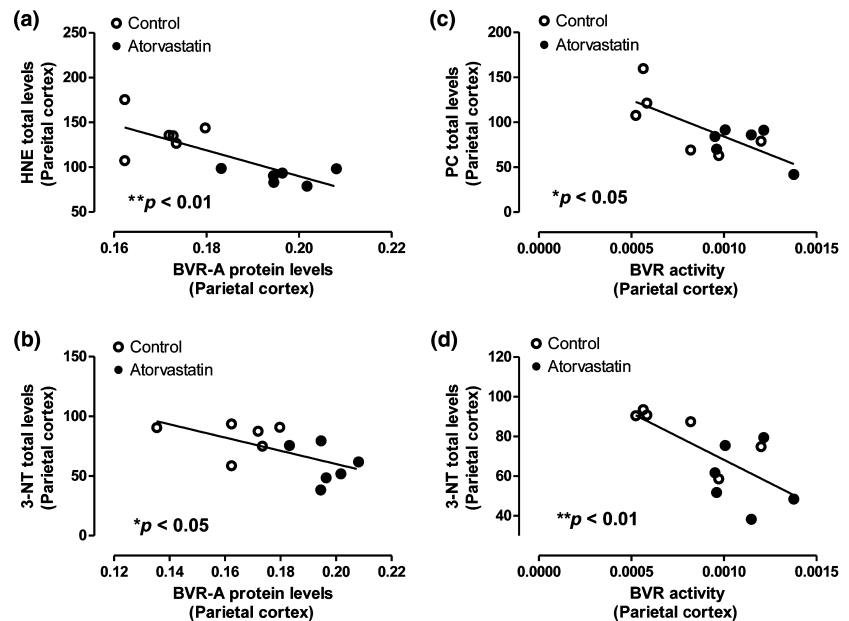 (a)
Control
Atorvastatin
HNE total levels
(Pareital cortex)
250
200
150
100
50
**p < 0.01
0.16
0.18
0.20
0.22
BVR-A protein levels
(Parietal cortex)
(c)
Control
Atorvastatin
PC total levels
(Parietal cortex)
200
150
100
50
0
*p < 0.05
0.0000
0.0005
0.0010
0.0015
BVR activity
(Parietal cortex)
(b)
Control
Atorvastatin
3-NT total levels
(Parietal cortex)
150
100
50
0
*p < 0.05
0.12
0.14
0.16
0.18
0.20
0.22
BVR-A protein levels
(Parietal cortex)
(d)
Control
Atorvastatin
3-NT total levels
(Parietal cortex)
120
100
80
60
40
**p < 0.01
0.0000
0.0005
0.0010
0.0015
BVR activity
(Parietal cortex)